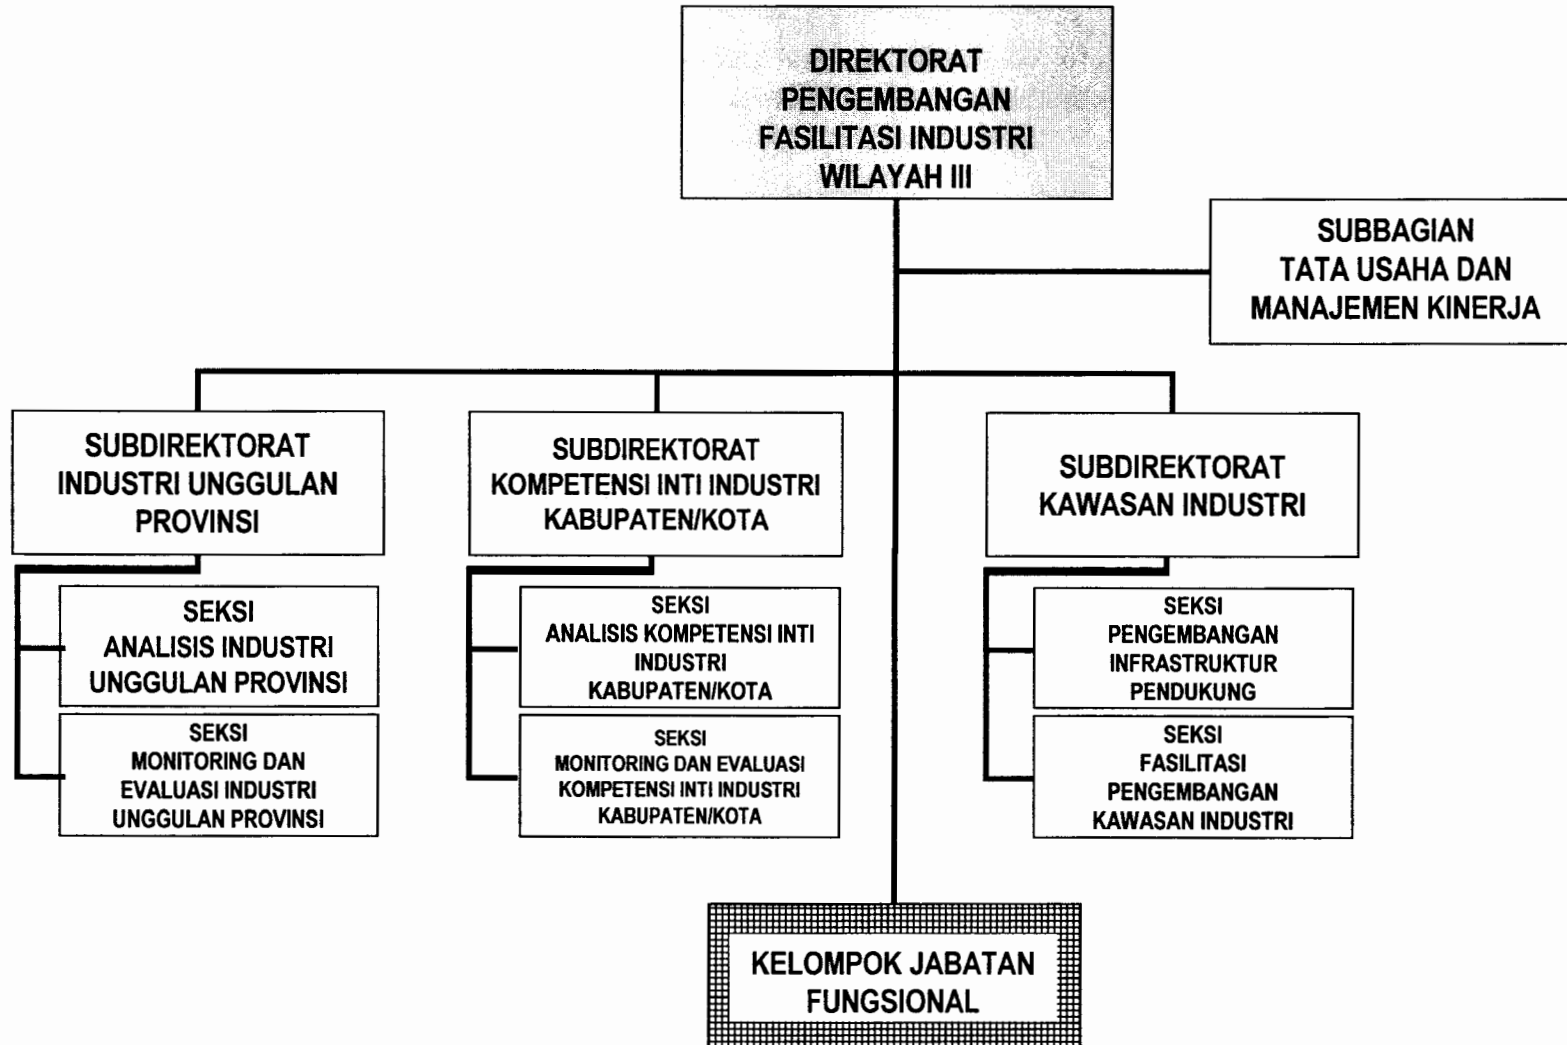 DIREKTORAT
PENGEMBANGAN
FASILITASI INDUSTRI
WILAYAH III
SUBBAGIAN
TATA USAHA DAN
MANAJEMEN KINERJA
SUBDIREKTORAT
INDUSTRI UNGGULAN
PROVINSI
SUBDIREKTORAT
KOMPETENSI INTI INDUSTRI
KABUPATEN/KOTA
SUBDIREKTORAT
KAWASAN INDUSTRI
SEKSI
ANALISIS INDUSTRI
UNGGULAN PROVINSI
SEKSI
ANALISIS KOMPETENSI INTI
INDUSTRI
KABUPATEN/KOTA
SEKSI
PENGEMBANGAN
INFRASTRUKTUR
PENDUKUNG
SEKSI
MONITORING DAN
EVALUASI INDUSTRI
UNGGULAN PROVINSI
SEKSI
MONITORING DAN EVALUASI
KOMPETENSI INTI INDUSTRI
KABUPATEN/KOTA
SEKSI
FASILITASI
PENGEMBANGAN
KAWASAN INDUSTRI
KELOMPOK JABATAN
FUNGSIONAL